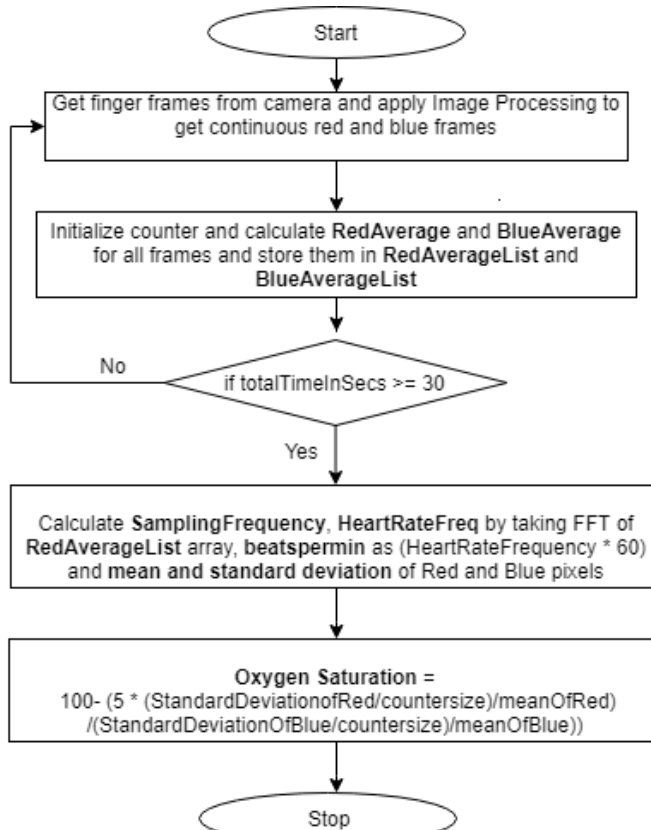 Start
Get finger frames from camera and apply Image Processing to
get continuous red and blue frames
Initialize counter and calculate RedAverage and BlueAverage
for all frames and store them in RedAverageList and
BlueAverageList
No
if totalTimeInSecs >= 30
Yes
Calculate SamplingFrequency, HeartRateFreq by taking FFT of
RedAverageList array, beatspermin as (HeartRateFrequency * 60)
and mean and standard deviation of Red and Blue pixels
Oxygen Saturation =
100- (5 * (StandardDeviationofRed/countersize)/meanOfRed)
/(StandardDeviationOfBlue/countersize)/meanOfBlue))
Stop